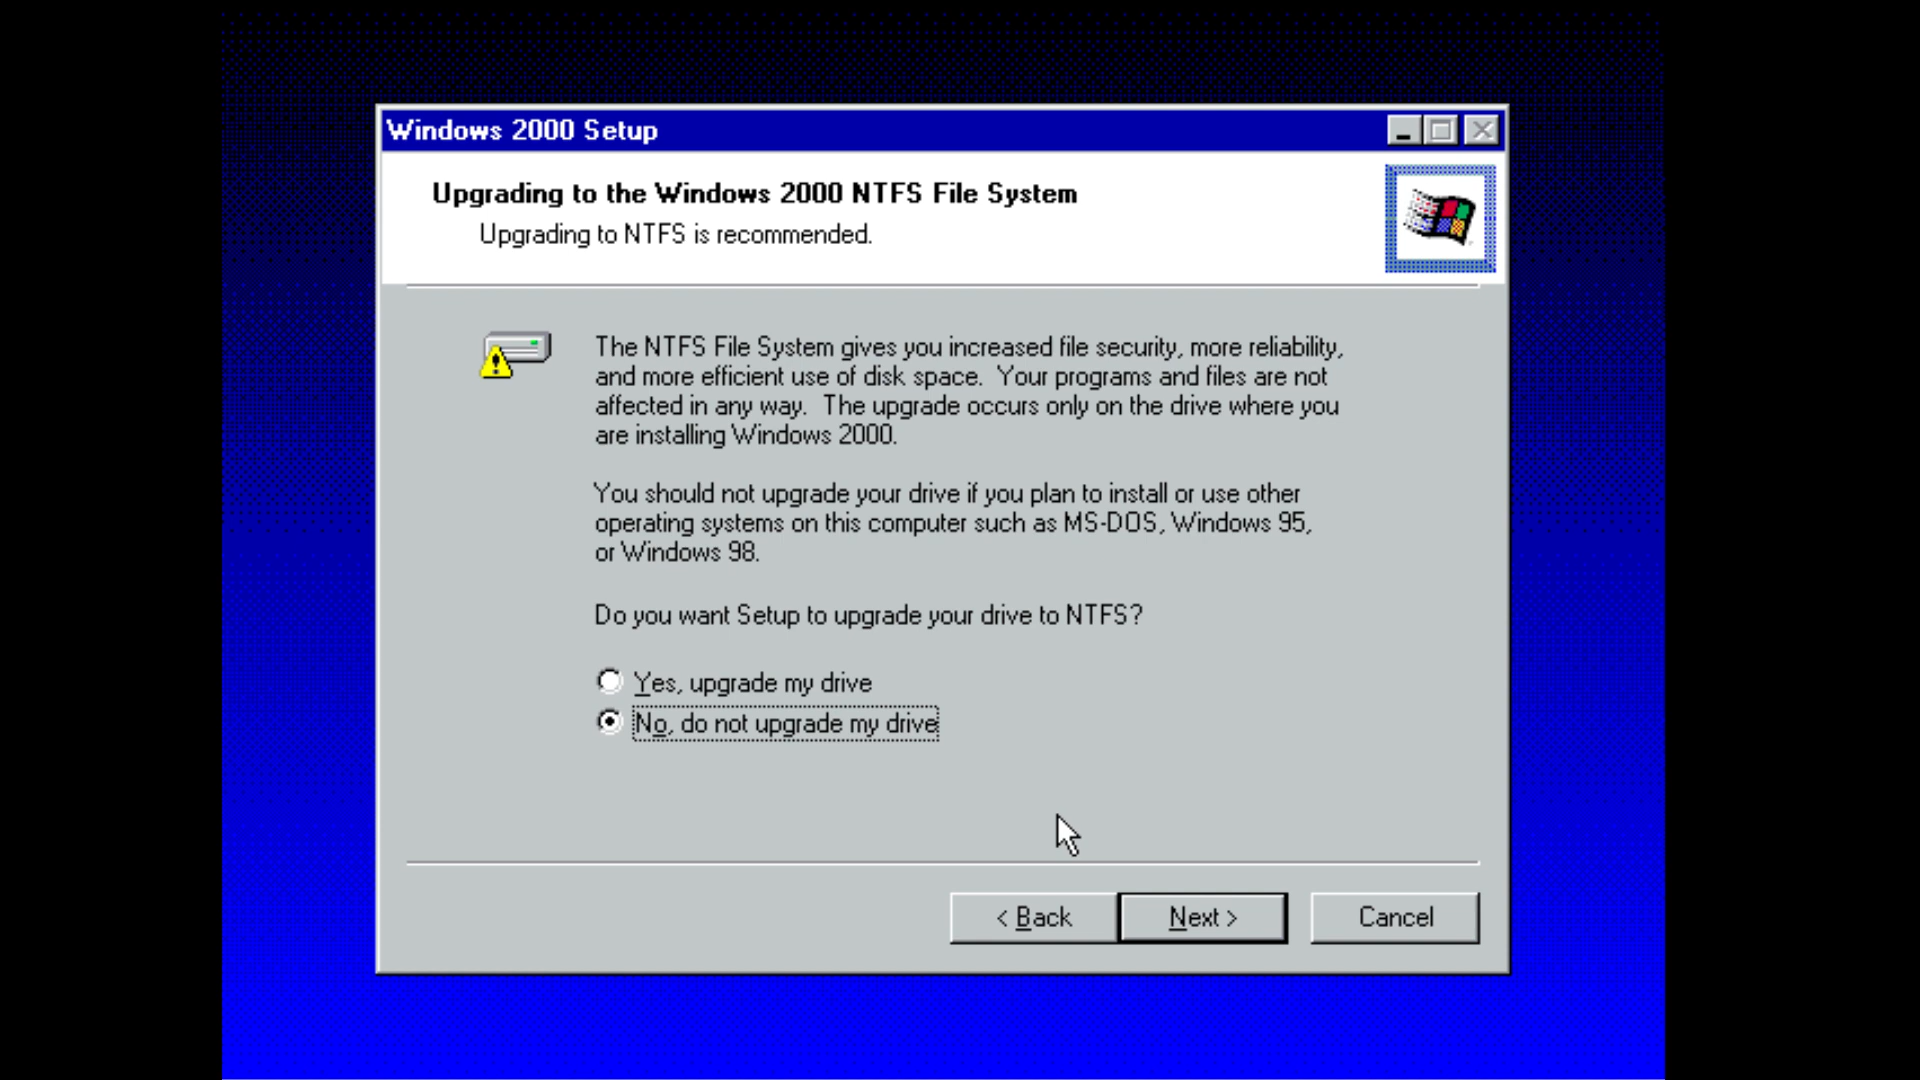 Windows 2000 Setup
Upgrading to the Windows 2000 NTFS File System
Upgrading to NTFS is recommended.
The NTFS File System gives you increased file security, more reliability,
and more efficient use of disk space.  Your programs and files are not
affected in any way.  The upgrade occurs only on the drive where you
are installing Windows 2000.
You should not upgrade your drive if you plan to install or use other
operating systems on this computer such as MS-DOS, Windows 95,
or Windows 98.
Do you want Setup to upgrade your drive to NTFS?
Yes, upgrade my drive
No, do not upgrade my drive
< Back
Next >
Cancel